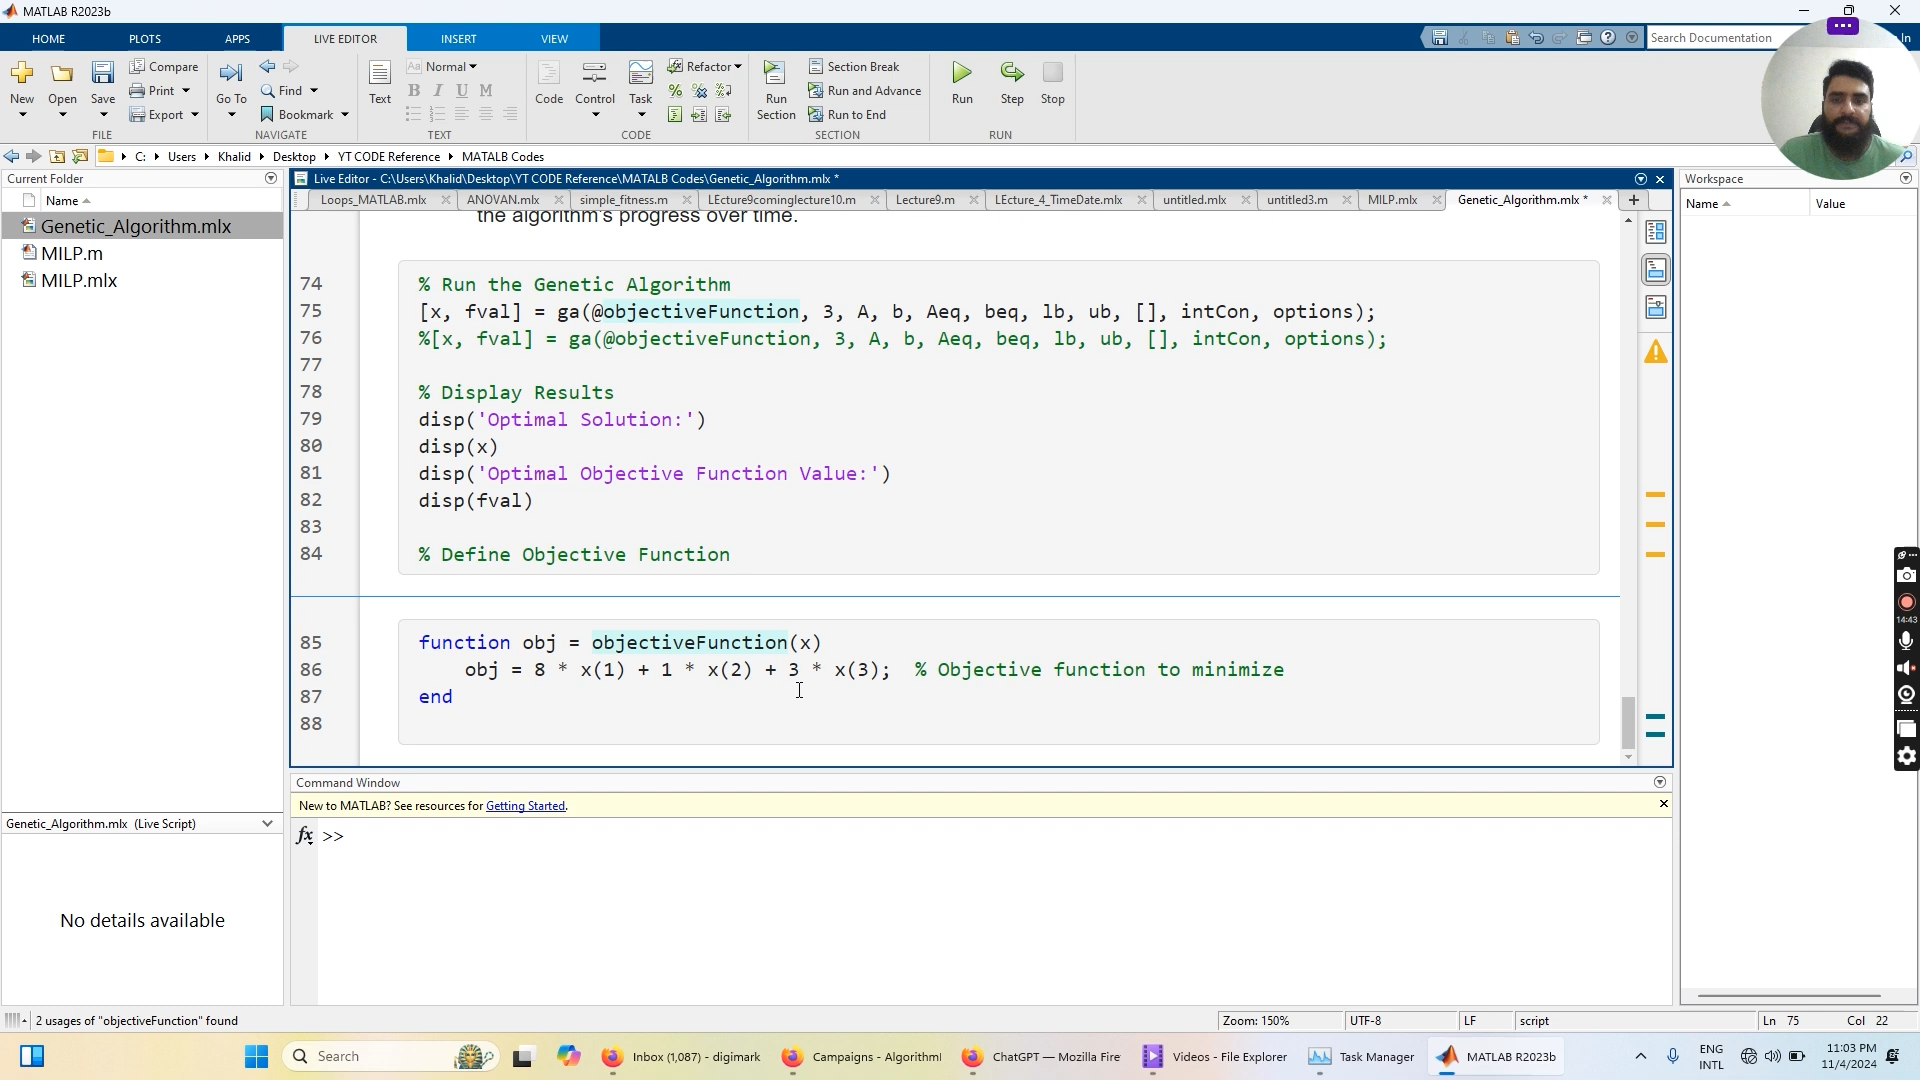 MATLAB R2023b
HOME PLOTS APPS LIVE EDITOR INSERT VIEW
Search Documentation
In
New Open Save Compare Print Export
Go To Find Bookmark
Text Normal B I U M
Code Control Task Refactor
Run Section Section Break Run and Advance Run to End
Run Step Stop
FILE NAVIGATE TEXT CODE SECTION RUN
C: Users Khalid Desktop YT CODE Reference MATALB Codes
Current Folder
Name
Genetic_Algorithm.mlx
MILP.m
MILP.mlx
Genetic_Algorithm.mlx (Live Script)
No details available
Live Editor - C:\Users\Khalid\Desktop\YT CODE Reference\MATALB Codes\Genetic_Algorithm.mlx *
Loops_MATLAB.mlx ANOVAN.mlx simple_fitness.m LEcture9cominglecture10.m Lecture9.m LEcture_4_TimeDate.mlx untitled.mlx untitled3.m MILP.mlx Genetic_Algorithm.mlx *
the algorithm's progress over time.
74 % Run the Genetic Algorithm
75 [x, fval] = ga(@objectiveFunction, 3, A, b, Aeq, beq, lb, ub, [], intCon, options);
76 %[x, fval] = ga(@objectiveFunction, 3, A, b, Aeq, beq, lb, ub, [], intCon, options);
77
78 % Display Results
79 disp('Optimal Solution:')
80 disp(x)
81 disp('Optimal Objective Function Value:')
82 disp(fval)
83
84 % Define Objective Function
85 function obj = objectiveFunction(x)
86 obj = 8 * x(1) + 1 * x(2) + 3 * x(3); % Objective function to minimize
87 end
88
Command Window
New to MATLAB? See resources for Getting Started.
fx >>
Workspace
Name Value
14:43
2 usages of "objectiveFunction" found
Zoom: 150% UTF-8 LF script Ln 75 Col 22
Search
Inbox (1,087) - digimark
Campaigns - Algorithml
ChatGPT — Mozilla Fire
Videos - File Explorer
Task Manager
MATLAB R2023b
ENG
INTL
11:03 PM
11/4/2024